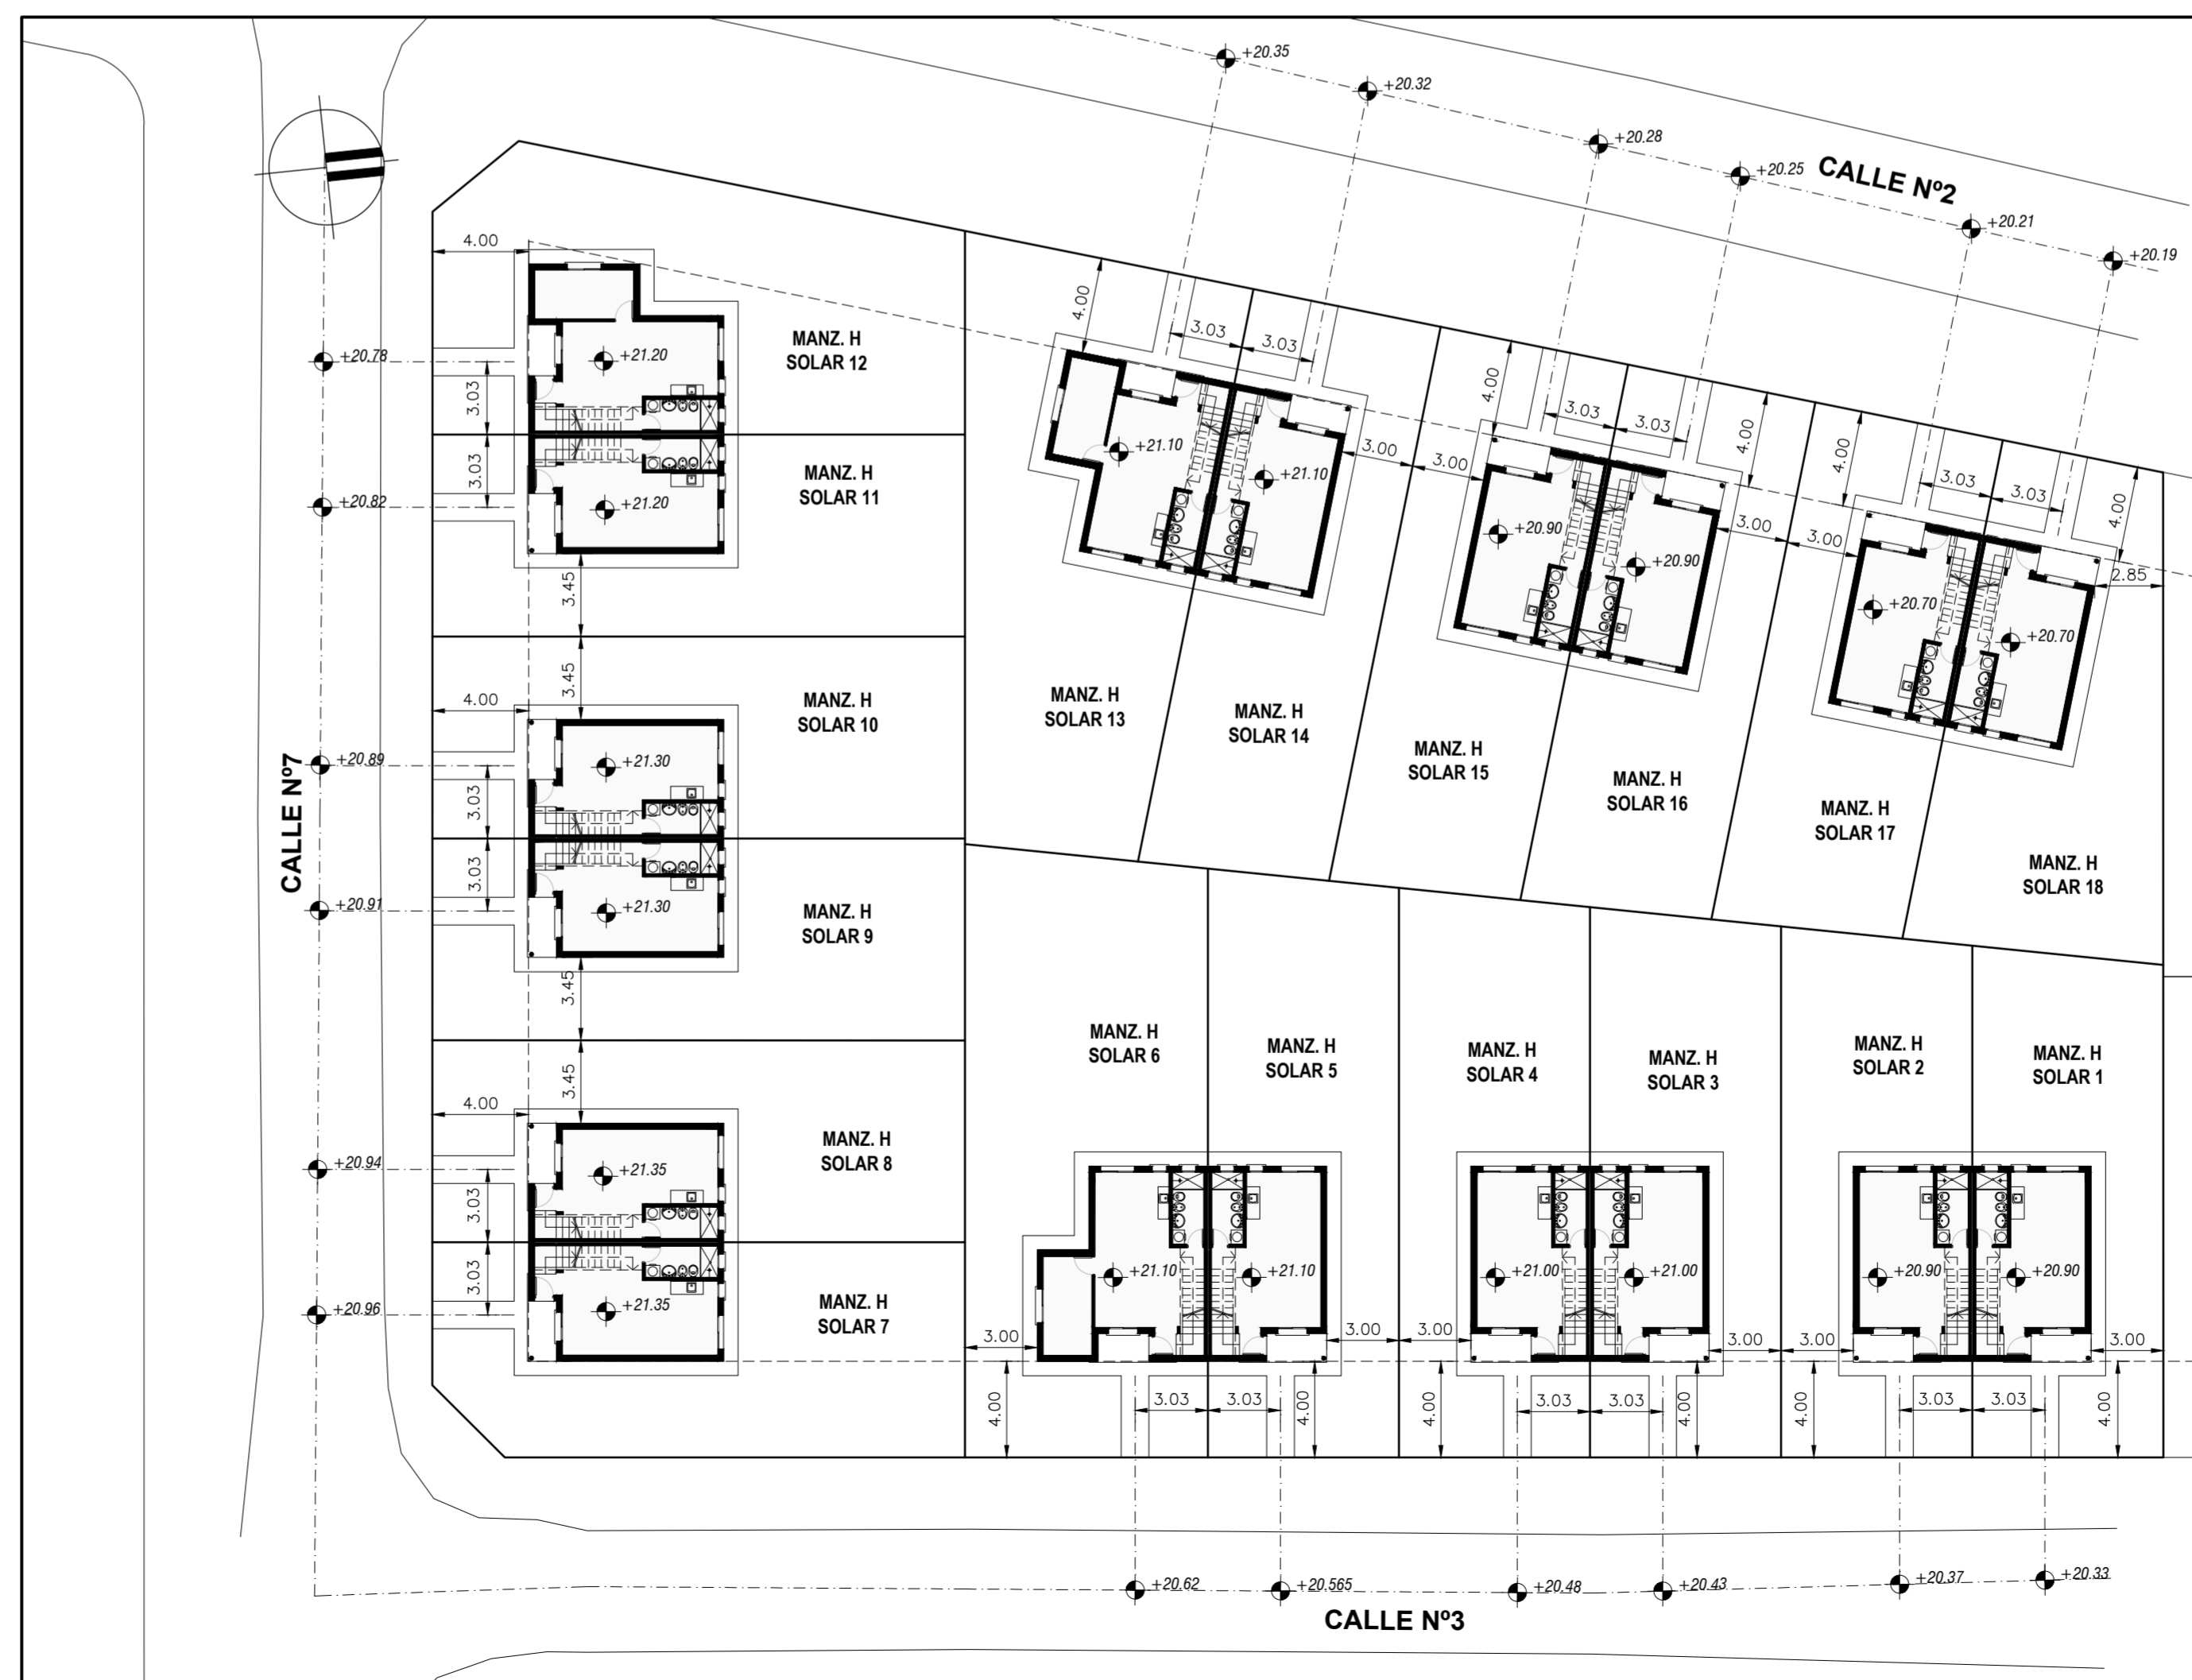 +20.35
+20.32
+20.28
+20.25
CALLE Nº2
+20.21
+20.19
4.00
+20.78
3.03
+21.20
MANZ. H
SOLAR 12
3.03
+20.82
+21.20
MANZ. H
SOLAR 11
3.45
3.45
4.00
+20.89
3.03
+21.30
MANZ. H
SOLAR 10
CALLE Nº7
3.03
+20.91
+21.30
MANZ. H
SOLAR 9
3.45
3.45
4.00
+20.94
3.03
+21.35
MANZ. H
SOLAR 8
3.03
+20.96
+21.35
MANZ. H
SOLAR 7
4.00
3.03
3.03
+21.10
+21.10
3.00
3.00
MANZ. H
SOLAR 13
MANZ. H
SOLAR 14
4.00
3.03
3.03
4.00
+20.90
+20.90
3.00
3.00
MANZ. H
SOLAR 15
MANZ. H
SOLAR 16
4.00
3.03
3.03
4.00
2.85
+20.70
+20.70
MANZ. H
SOLAR 17
MANZ. H
SOLAR 18
MANZ. H
SOLAR 6
MANZ. H
SOLAR 5
MANZ. H
SOLAR 4
MANZ. H
SOLAR 3
MANZ. H
SOLAR 2
MANZ. H
SOLAR 1
+21.10
+21.10
+21.00
+21.00
+20.90
+20.90
3.00
3.00
3.00
3.00
3.00
3.00
4.00
3.03
3.03
4.00
4.00
3.03
3.03
4.00
4.00
3.03
3.03
4.00
+20.62
+20.565
+20.48
+20.43
+20.37
+20.33
CALLE Nº3